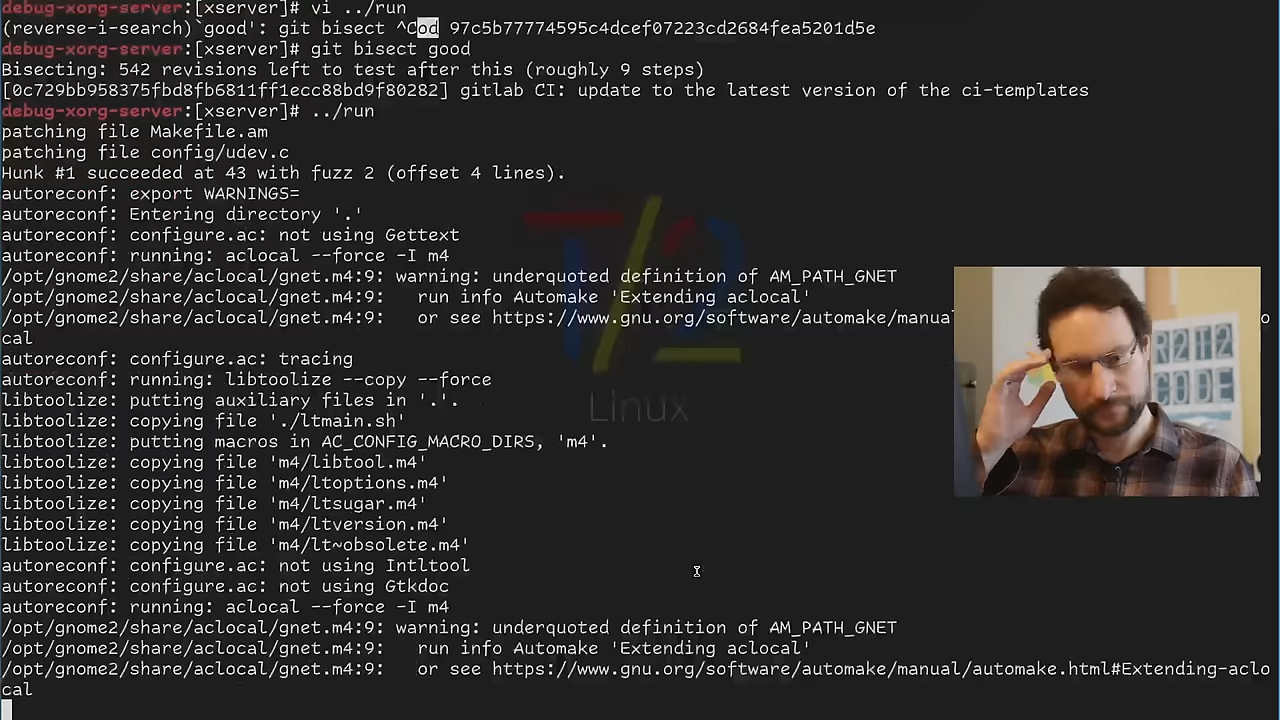 debug-xorg-server:[xserver]# vi ../run
(reverse-i-search)`good': git bisect ^Cod 97c5b77774595c4dcef07223cd2684fea5201d5e
debug-xorg-server:[xserver]# git bisect good
Bisecting: 542 revisions left to test after this (roughly 9 steps)
[0c729bb958375fbd8fb6811ff1ecc88bd9f80282] gitlab CI: update to the latest version of the ci-templates
debug-xorg-server:[xserver]# ../run
patching file Makefile.am
patching file config/udev.c
Hunk #1 succeeded at 43 with fuzz 2 (offset 4 lines).
autoreconf: export WARNINGS=
autoreconf: Entering directory '.'
autoreconf: configure.ac: not using Gettext
autoreconf: running: aclocal --force -I m4
/opt/gnome2/share/aclocal/gnet.m4:9: warning: underquoted definition of AM_PATH_GNET
/opt/gnome2/share/aclocal/gnet.m4:9:   run info Automake 'Extending aclocal'
/opt/gnome2/share/aclocal/gnet.m4:9:   or see https://www.gnu.org/software/automake/manual
o
cal
autoreconf: configure.ac: tracing
autoreconf: running: libtoolize --copy --force
libtoolize: putting auxiliary files in '.'.
libtoolize: copying file './ltmain.sh'
libtoolize: putting macros in AC_CONFIG_MACRO_DIRS, 'm4'.
libtoolize: copying file 'm4/libtool.m4'
libtoolize: copying file 'm4/ltoptions.m4'
libtoolize: copying file 'm4/ltsugar.m4'
libtoolize: copying file 'm4/ltversion.m4'
libtoolize: copying file 'm4/lt~obsolete.m4'
autoreconf: configure.ac: not using Intltool
autoreconf: configure.ac: not using Gtkdoc
autoreconf: running: aclocal --force -I m4
/opt/gnome2/share/aclocal/gnet.m4:9: warning: underquoted definition of AM_PATH_GNET
/opt/gnome2/share/aclocal/gnet.m4:9:   run info Automake 'Extending aclocal'
/opt/gnome2/share/aclocal/gnet.m4:9:   or see https://www.gnu.org/software/automake/manual/automake.html#Extending-aclo
cal
T/2
Linux
R2T2
CODE